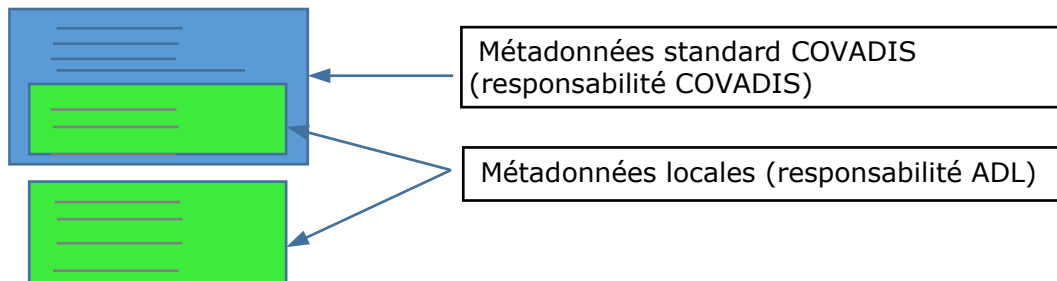 Métadonnées standard COVADIS
(responsabilité COVADIS)
Métadonnées locales (responsabilité ADL)